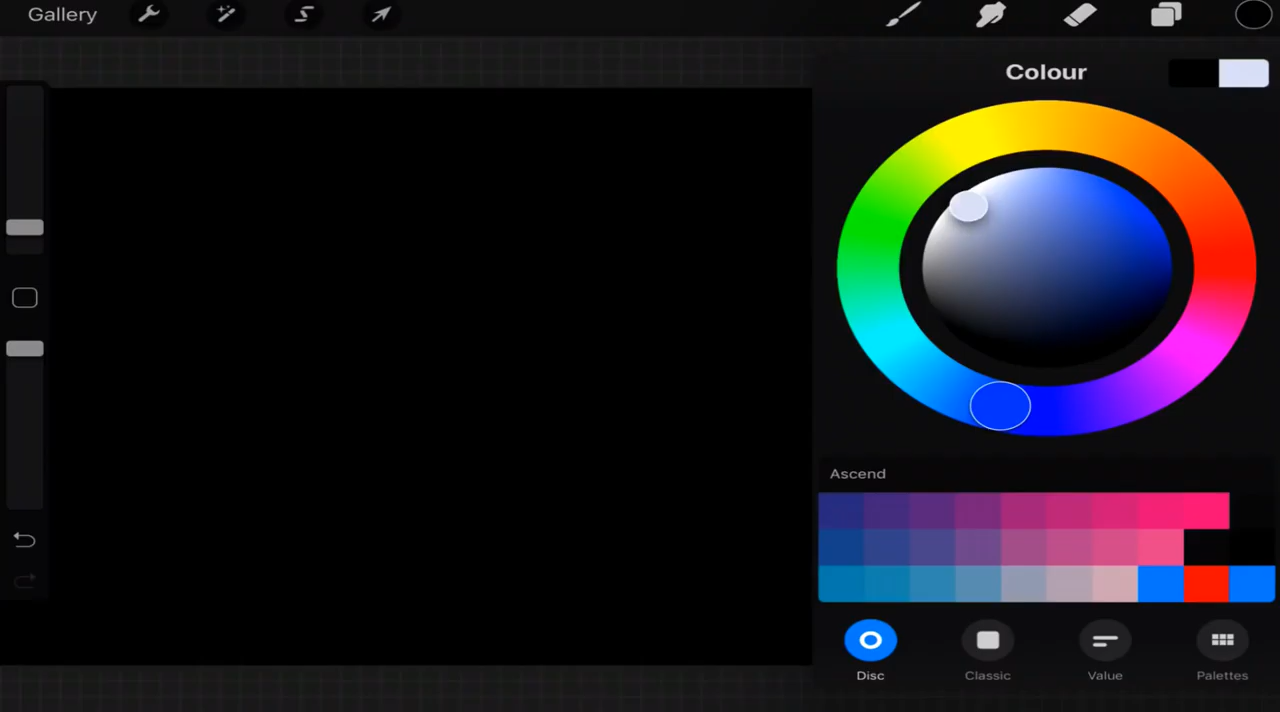 Gallery
Colour
Ascend
Disc
Classic
Value
Palettes